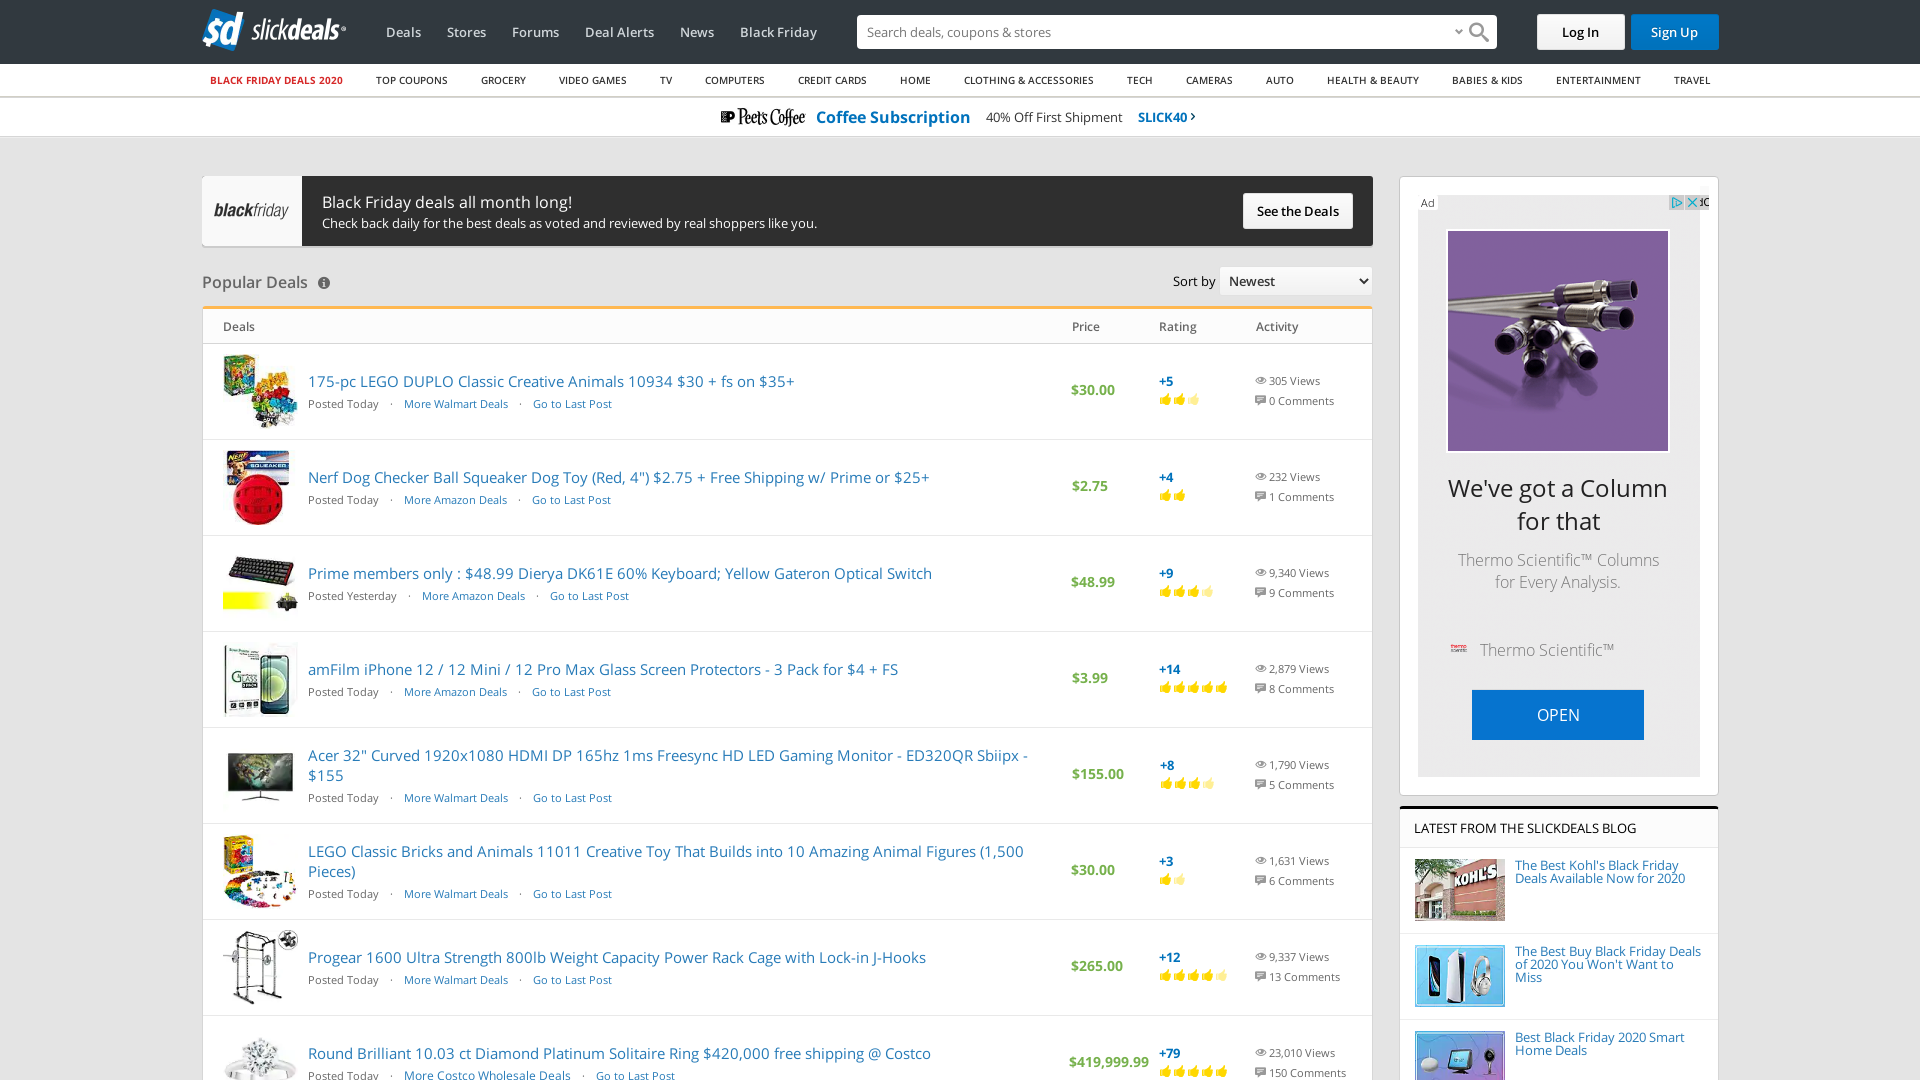 sd slickdeals
Deals
Stores
Forums
Deal Alerts
News
Black Friday
Search deals, coupons & stores
Log In
Sign Up
BLACK FRIDAY DEALS 2020
TOP COUPONS
GROCERY
VIDEO GAMES
TV
COMPUTERS
CREDIT CARDS
HOME
CLOTHING & ACCESSORIES
TECH
CAMERAS
AUTO
HEALTH & BEAUTY
BABIES & KIDS
ENTERTAINMENT
TRAVEL
Peet's Coffee Coffee Subscription 40% Off First Shipment SLICK40 ›
blackfriday
Black Friday deals all month long!
Check back daily for the best deals as voted and reviewed by real shoppers like you.
See the Deals
Popular Deals
Sort by Newest
Deals Price Rating Activity
175-pc LEGO DUPLO Classic Creative Animals 10934 $30 + fs on $35+
Posted Today · More Walmart Deals · Go to Last Post
$30.00
+5
305 Views
0 Comments
Nerf Dog Checker Ball Squeaker Dog Toy (Red, 4") $2.75 + Free Shipping w/ Prime or $25+
Posted Today · More Amazon Deals · Go to Last Post
$2.75
+4
232 Views
1 Comments
Prime members only : $48.99 Dierya DK61E 60% Keyboard; Yellow Gateron Optical Switch
Posted Yesterday · More Amazon Deals · Go to Last Post
$48.99
+9
9,340 Views
9 Comments
amFilm iPhone 12 / 12 Mini / 12 Pro Max Glass Screen Protectors - 3 Pack for $4 + FS
Posted Today · More Amazon Deals · Go to Last Post
$3.99
+14
2,879 Views
8 Comments
Acer 32" Curved 1920x1080 HDMI DP 165hz 1ms Freesync HD LED Gaming Monitor - ED320QR Sbiipx -
$155
Posted Today · More Walmart Deals · Go to Last Post
$155.00
+8
1,790 Views
5 Comments
LEGO Classic Bricks and Animals 11011 Creative Toy That Builds into 10 Amazing Animal Figures (1,500
Pieces)
Posted Today · More Walmart Deals · Go to Last Post
$30.00
+3
1,631 Views
6 Comments
Progear 1600 Ultra Strength 800lb Weight Capacity Power Rack Cage with Lock-in J-Hooks
Posted Today · More Walmart Deals · Go to Last Post
$265.00
+12
9,337 Views
13 Comments
Round Brilliant 10.03 ct Diamond Platinum Solitaire Ring $420,000 free shipping @ Costco
Posted Today · More Costco Wholesale Deals · Go to Last Post
$419,999.99
+79
23,010 Views
150 Comments
Ad
We've got a Column
for that
Thermo Scientific™ Columns
for Every Analysis.
Thermo Scientific™
OPEN
LATEST FROM THE SLICKDEALS BLOG
KOHL'S
The Best Kohl's Black Friday
Deals Available Now for 2020
The Best Buy Black Friday Deals
of 2020 You Won't Want to
Miss
Best Black Friday 2020 Smart
Home Deals